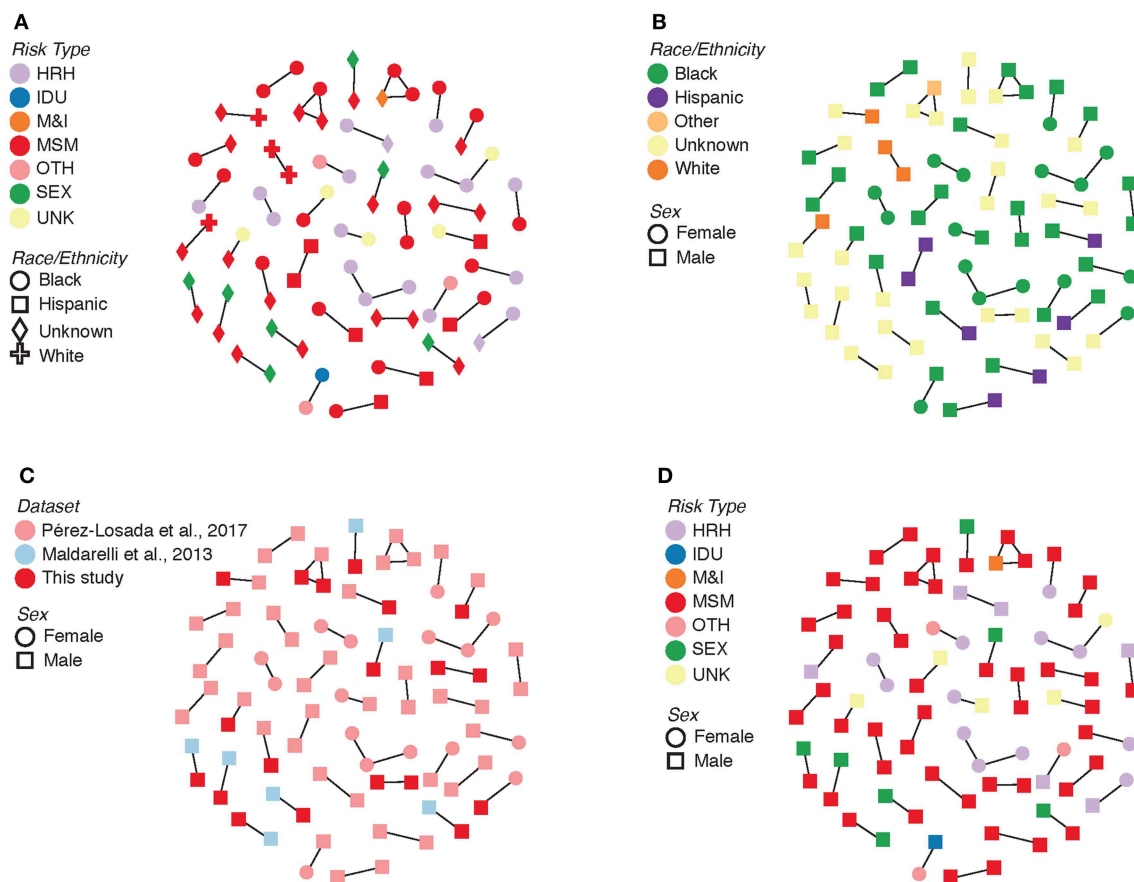 A
Risk Type
HRH
IDU
M&I
MSM
OTH
SEX
UNK
Race/Ethnicity
Black
Hispanic
Unknown
White
B
Race/Ethnicity
Black
Hispanic
Other
Unknown
White
Sex
Female
Male
C
Dataset
Pérez-Losada et al., 2017
Maldarelli et al., 2013
This study
Sex
Female
Male
D
Risk Type
HRH
IDU
M&I
MSM
OTH
SEX
UNK
Sex
Female
Male